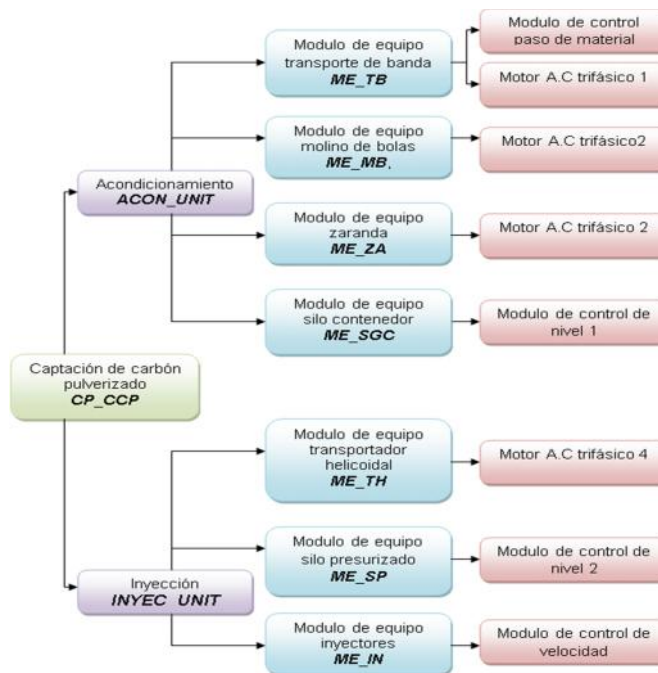 Modulo de equipo
transporte de banda
ME_TB
Modulo de control
paso de material
Motor A.C trifásico 1
Modulo de equipo
molino de bolas
ME_MB.
Motor A.C trifásico2
Acondicionamiento
ACON_UNIT
Modulo de equipo
zaranda
ME_ZA
Motor A.C trifásico 2
Modulo de equipo
silo contenedor
ME_SGC
Modulo de control de
nivel 1
Captación de carbón
pulverizado
CP_CCP
Modulo de equipo
transportador
helicoidal
ME_TH
Motor A.C trifásico 4
Modulo de equipo
silo presurizado
ME_SP
Modulo de control de
nivel 2
Inyección
INYEC_UNIT
Modulo de equipo
inyectores
ME_IN
Modulo de control de
velocidad